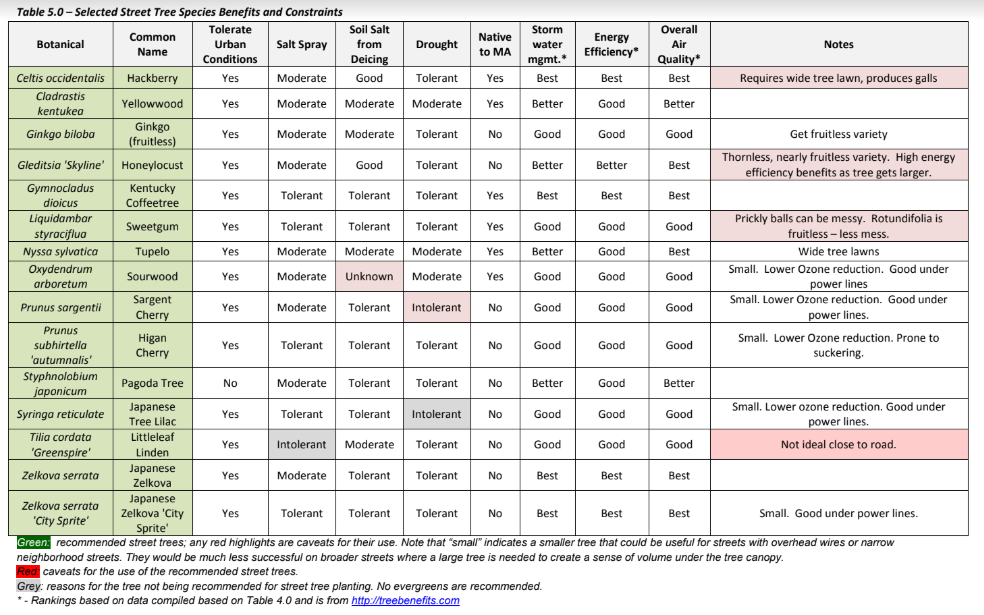 Table 5.0 – Selected Street Tree Species Benefits and Constraints
Botanical | Common Name | Tolerate Urban Conditions | Salt Spray | Soil Salt from Deicing | Drought | Native to MA | Storm water mgmt.* | Energy Efficiency* | Overall Air Quality* | Notes
Celtis occidentalis | Hackberry | Yes | Moderate | Good | Tolerant | Yes | Best | Best | Best | Requires wide tree lawn, produces galls
Cladrastis kentukea | Yellowwood | Yes | Moderate | Moderate | Moderate | Yes | Better | Good | Better |
Ginkgo biloba | Ginkgo (fruitless) | Yes | Moderate | Moderate | Tolerant | No | Good | Good | Good | Get fruitless variety
Gleditsia 'Skyline' | Honeylocust | Yes | Moderate | Good | Tolerant | No | Better | Better | Best | Thornless, nearly fruitless variety. High energy efficiency benefits as tree gets larger.
Gymnocladus dioicus | Kentucky Coffeetree | Yes | Tolerant | Tolerant | Tolerant | Yes | Best | Best | Best |
Liquidambar styraciflua | Sweetgum | Yes | Tolerant | Tolerant | Tolerant | Yes | Good | Good | Good | Prickly balls can be messy. Rotundifolia is fruitless – less mess.
Nyssa sylvatica | Tupelo | Yes | Moderate | Moderate | Moderate | Yes | Better | Good | Best | Wide tree lawns
Oxydendrum arboretum | Sourwood | Yes | Moderate | Unknown | Moderate | Yes | Good | Good | Good | Small. Lower Ozone reduction. Good under power lines
Prunus sargentii | Sargent Cherry | Yes | Moderate | Tolerant | Intolerant | No | Good | Good | Good | Small. Lower Ozone reduction. Good under power lines.
Prunus subhirtella 'autumnalis' | Higan Cherry | Yes | Tolerant | Tolerant | Tolerant | No | Good | Good | Good | Small. Lower Ozone reduction. Prone to suckering.
Styphnolobium japonicum | Pagoda Tree | No | Moderate | Tolerant | Tolerant | No | Better | Good | Better |
Syringa reticulate | Japanese Tree Lilac | Yes | Tolerant | Tolerant | Intolerant | No | Good | Good | Good | Small. Lower ozone reduction. Good under power lines.
Tilia cordata 'Greenspire' | Littleleaf Linden | Yes | Intolerant | Moderate | Tolerant | No | Good | Good | Good | Not ideal close to road.
Zelkova serrata | Japanese Zelkova | Yes | Moderate | Tolerant | Tolerant | No | Best | Best | Best |
Zelkova serrata 'City Sprite' | Japanese Zelkova 'City Sprite' | Yes | Tolerant | Tolerant | Tolerant | No | Best | Best | Best | Small. Good under power lines.
Green: recommended street trees; any red highlights are caveats for their use. Note that "small" indicates a smaller tree that could be useful for streets with overhead wires or narrow
neighborhood streets. They would be much less successful on broader streets where a large tree is needed to create a sense of volume under the tree canopy.
Red: caveats for the use of the recommended street trees.
Grey: reasons for the tree not being recommended for street tree planting. No evergreens are recommended.
* - Rankings based on data compiled based on Table 4.0 and is from http://treebenefits.com